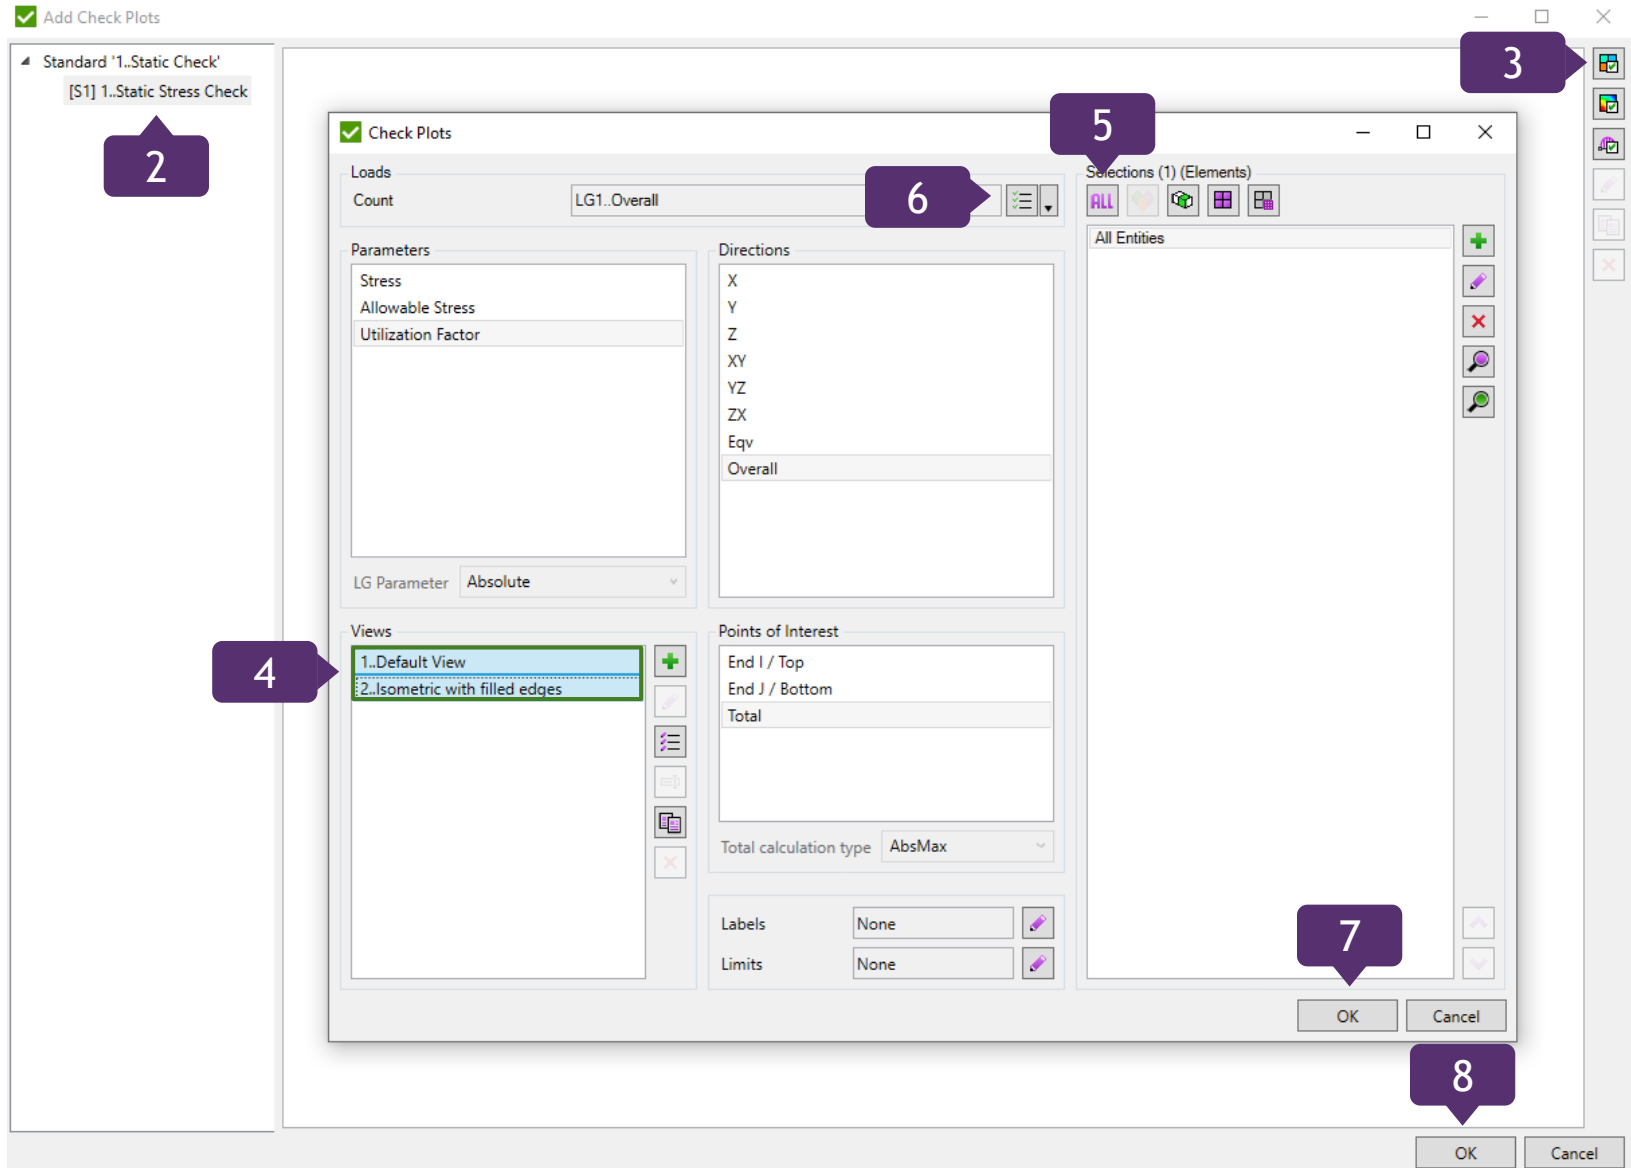 Add Check Plots
Standard '1..Static Check'
[S1] 1..Static Stress Check
2
3
Check Plots
5
Loads
Count
LG1..Overall
6
Selections (1) (Elements)
ALL
All Entities
Parameters
Stress
Allowable Stress
Utilization Factor
LG Parameter
Absolute
Directions
X
Y
Z
XY
YZ
ZX
Eqv
Overall
4
Views
1..Default View
2..Isometric with filled edges
Points of Interest
End I / Top
End J / Bottom
Total
Total calculation type
AbsMax
Labels
None
Limits
None
7
OK
Cancel
8
OK
Cancel